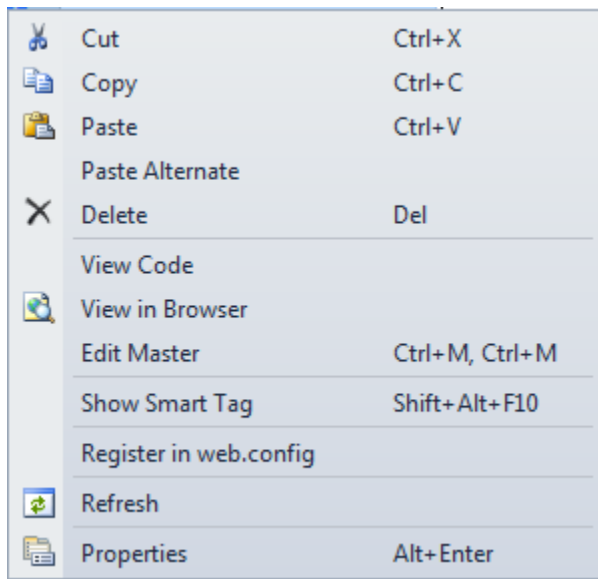 Cut Ctrl+X
Copy Ctrl+C
Paste Ctrl+V
Paste Alternate
Delete Del
View Code
View in Browser
Edit Master Ctrl+M, Ctrl+M
Show Smart Tag Shift+Alt+F10
Register in web.config
Refresh
Properties Alt+Enter